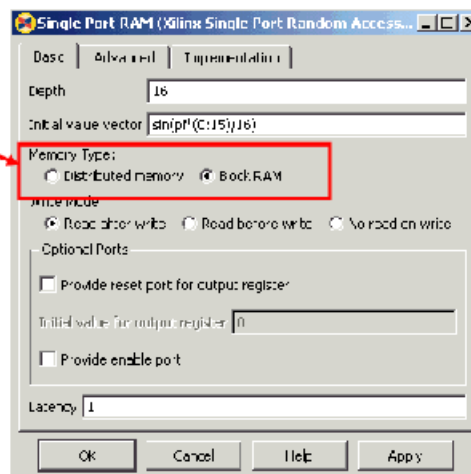 Single Port RAM (Xilinx Single Port Random Access...
Basic Advanced Implementation
Depth 16
Initial value vector sin(pi*(0:15)/16)
Memory Type:
Distributed memory Block RAM
Write Mode
Read after write Read before write No read on write
Optional Ports
Provide reset port for output register
Initial value for output register 0
Provide enable port
Latency 1
OK Cancel Help Apply